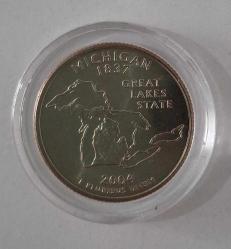 MICHIGAN
1837
GREAT
LAKES
STATE
2004
E PLURIBUS UNUM